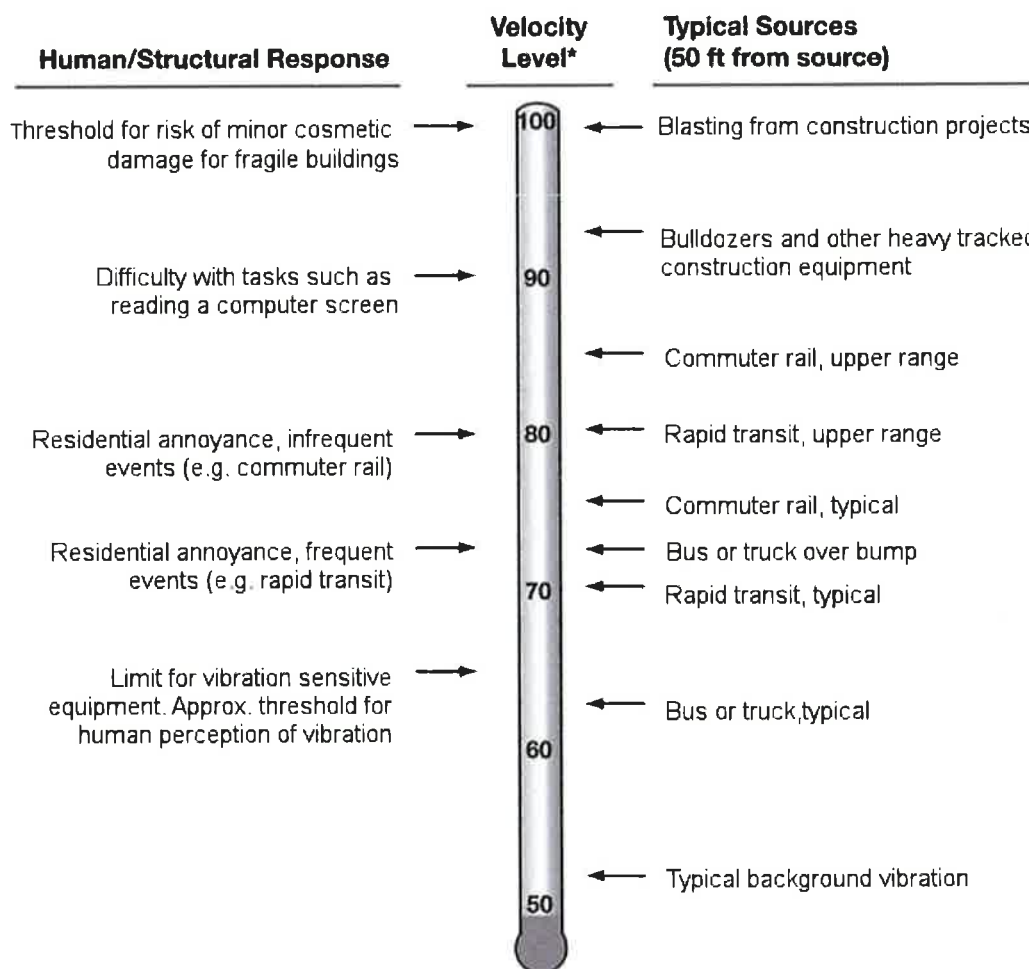 Human/Structural Response
Velocity
Level*
Typical Sources
(50 ft from source)
Threshold for risk of minor cosmetic
damage for fragile buildings
100
Blasting from construction projects
Bulldozers and other heavy tracked
construction equipment
Difficulty with tasks such as
reading a computer screen
90
Commuter rail, upper range
Residential annoyance, infrequent
events (e.g. commuter rail)
80
Rapid transit, upper range
Commuter rail, typical
Residential annoyance, frequent
events (e.g. rapid transit)
Bus or truck over bump
70
Rapid transit, typical
Limit for vibration sensitive
equipment. Approx. threshold for
human perception of vibration
Bus or truck,typical
60
Typical background vibration
50